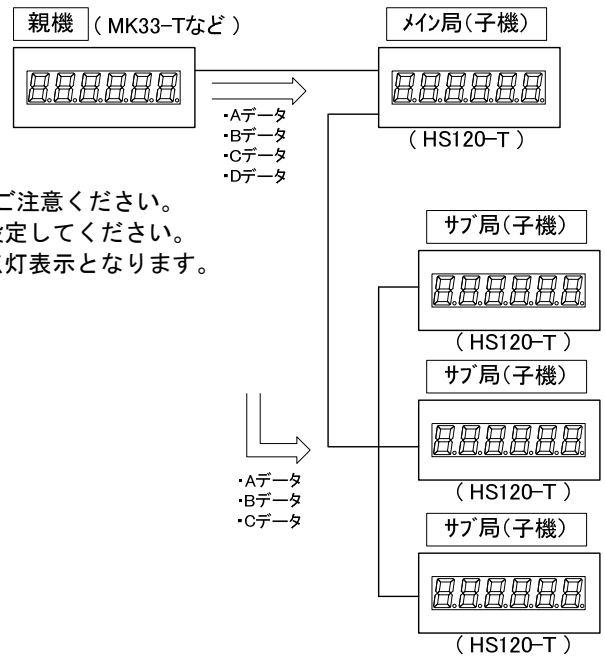 親機 ( MK33-Tなど )
メイン局(子機)
・Aデータ
・Bデータ
・Cデータ
・Dデータ
( HS120-T )
ご注意ください。
定してください。
灯表示となります。
サブ局(子機)
( HS120-T )
サブ局(子機)
( HS120-T )
・Aデータ
・Bデータ
・Cデータ
サブ局(子機)
( HS120-T )